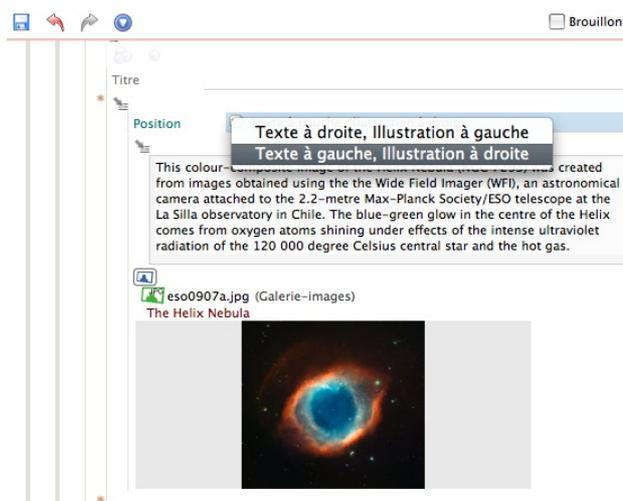 Brouillon
Titre
Position
Texte à droite, Illustration à gauche
Texte à gauche, Illustration à droite
This colour-composite image of the Helix Nebula (NGC 7293) was created
from images obtained using the the Wide Field Imager (WFI), an astronomical
camera attached to the 2.2-metre Max-Planck Society/ESO telescope at the
La Silla observatory in Chile. The blue-green glow in the centre of the Helix
comes from oxygen atoms shining under effects of the intense ultraviolet
radiation of the 120 000 degree Celsius central star and the hot gas.
eso0907a.jpg (Galerie-images)
The Helix Nebula